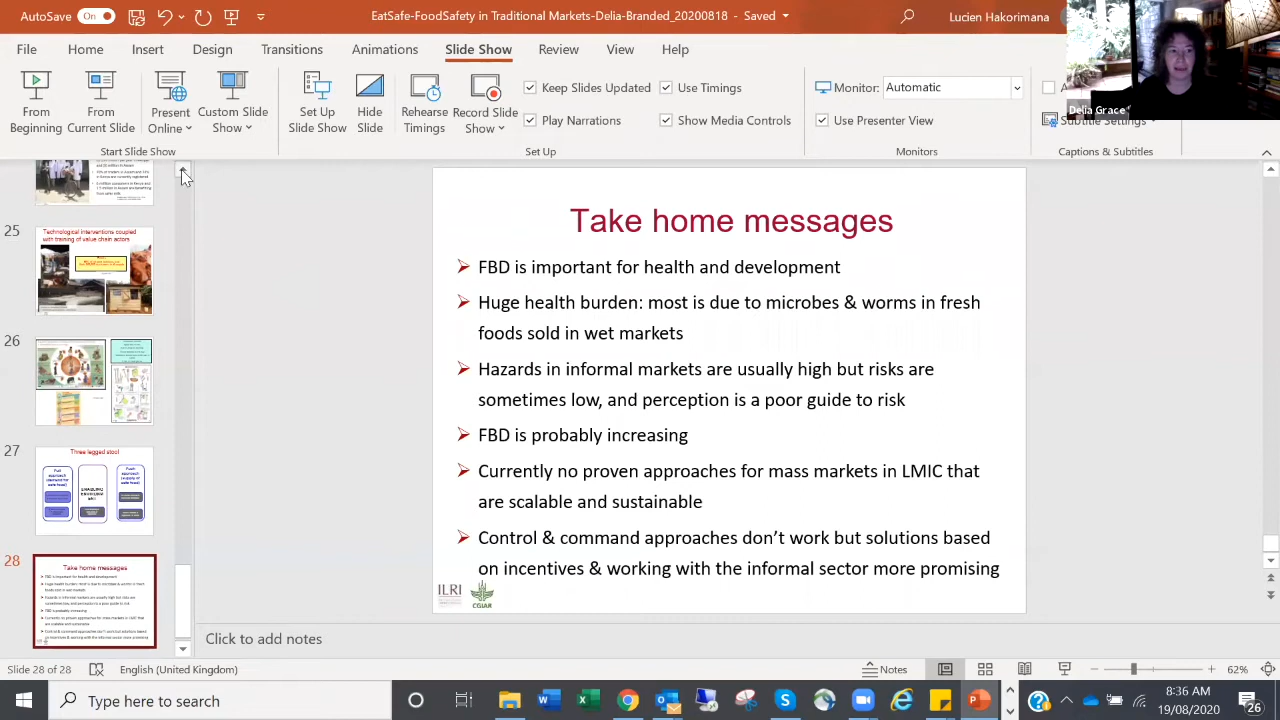 AutoSave On
EatSafe-FoodSafety in Traditional Markets-Delia-Branded_20200818 - Saved
Lucien Hakorimana
File Home Insert Design Transitions Animations Slide Show Review View Help
Delia Grace
From Beginning
From Current Slide
Present Online
Custom Slide Show
Start Slide Show
Set Up Slide Show
Hide Slide
Rehearse Timings
Record Slide Show
Keep Slides Updated
Use Timings
Play Narrations
Show Media Controls
Set Up
Monitor: Automatic
Use Presenter View
Monitors
Subtitle Settings
Captions & Subtitles
25
Technological interventions coupled
with training of value chain actors
26
27
Three legged stool
28
Take home messages
Take home messages
FBD is important for health and development
Huge health burden: most is due to microbes & worms in fresh
foods sold in wet markets
Hazards in informal markets are usually high but risks are
sometimes low, and perception is a poor guide to risk
FBD is probably increasing
Currently no proven approaches for mass markets in LMIC that
are scalable and sustainable
Control & command approaches don’t work but solutions based
on incentives & working with the informal sector more promising
ILRI
CGIAR
Click to add notes
Slide 28 of 28
English (United Kingdom)
Notes
62%
Type here to search
8:36 AM
19/08/2020
26